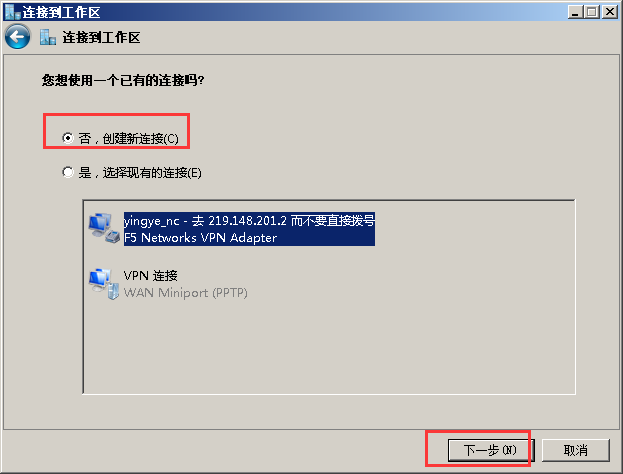 连接到工作区
连接到工作区
您想使用一个已有的连接吗?
否，创建新连接(C)
是，选择现有的连接(E)
yingye_nc - 去 219.148.201.2 而不要直接拨号
F5 Networks VPN Adapter
VPN 连接
WAN Miniport (PPTP)
下一步(N)
取消